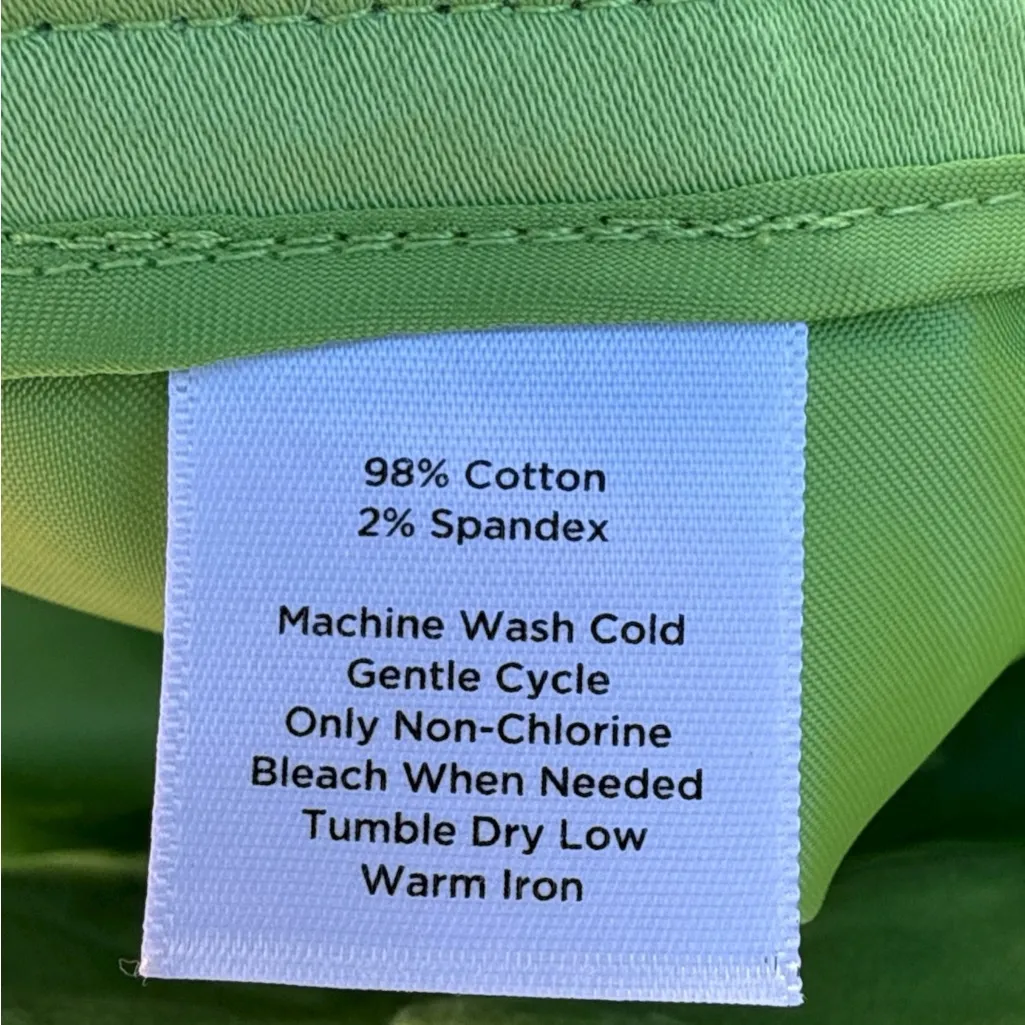 98% Cotton
2% Spandex
Machine Wash Cold
Gentle Cycle
Only Non-Chlorine
Bleach When Needed
Tumble Dry Low
Warm Iron